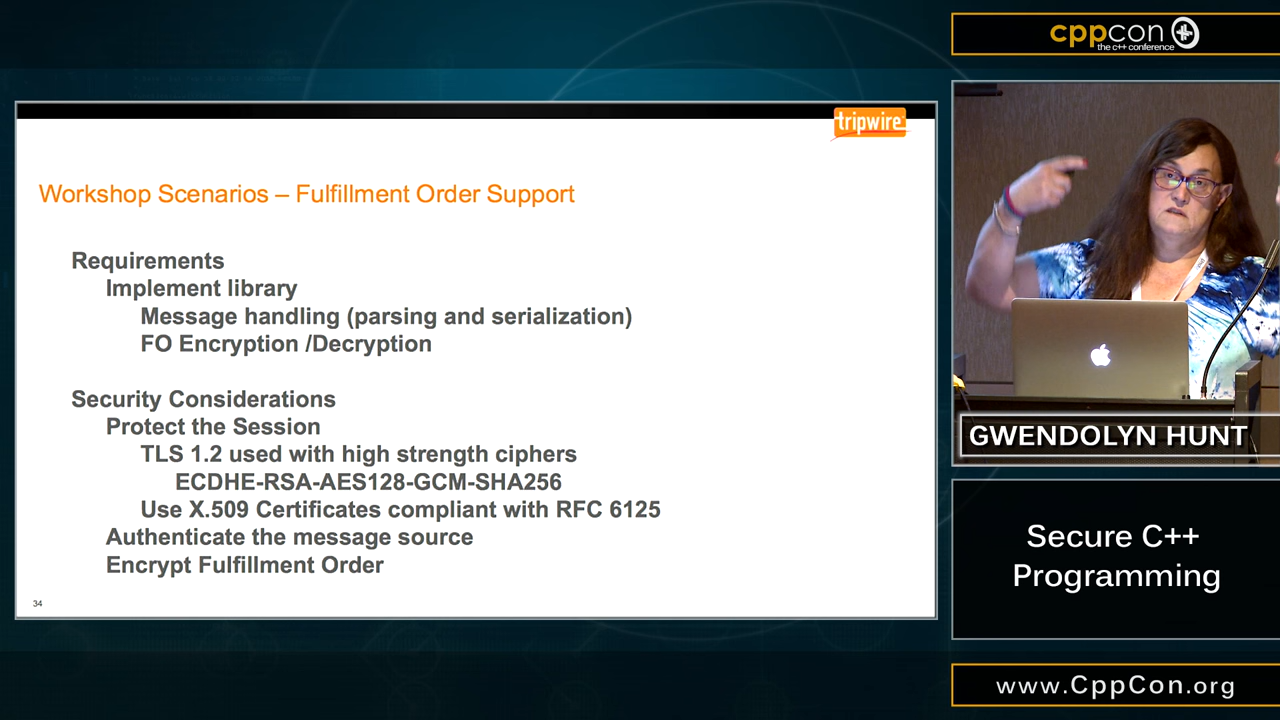 cppcon
the c++ conference
tripwire
Workshop Scenarios – Fulfillment Order Support
Requirements
Implement library
Message handling (parsing and serialization)
FO Encryption /Decryption
Security Considerations
Protect the Session
TLS 1.2 used with high strength ciphers
ECDHE-RSA-AES128-GCM-SHA256
Use X.509 Certificates compliant with RFC 6125
Authenticate the message source
Encrypt Fulfillment Order
34
GWENDOLYN HUNT
Secure C++
Programming
www.CppCon.org